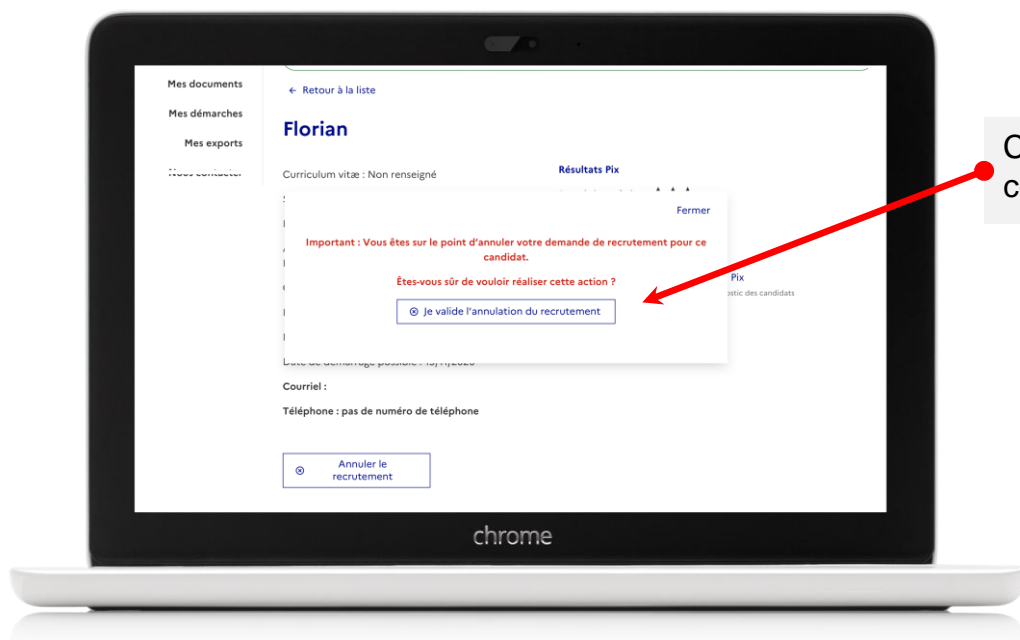 Mes documents
Mes démarches
Mes exports
← Retour à la liste
Florian
Curriculum vitæ : Non renseigné
Résultats Pix
Fermer
Important : Vous êtes sur le point d'annuler votre demande de recrutement pour ce
candidat.
Êtes-vous sûr de vouloir réaliser cette action ?
Je valide l'annulation du recrutement
Pix
des candidats
Courriel :
Téléphone : pas de numéro de téléphone
Annuler le
recrutement
chrome